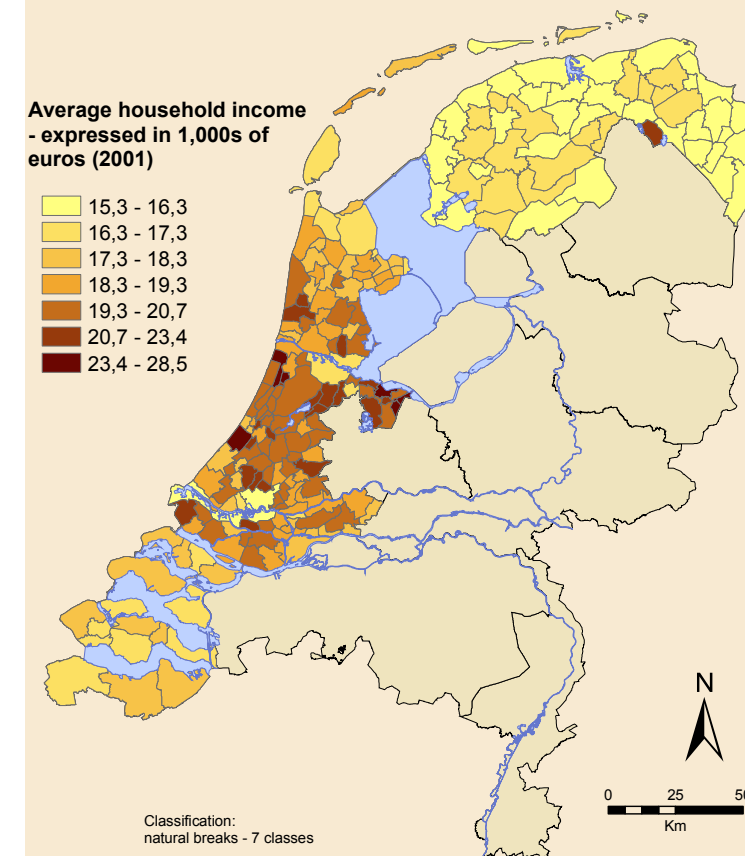 Average household income
- expressed in 1,000s of
euros (2001)
15,3 - 16,3
16,3 - 17,3
17,3 - 18,3
18,3 - 19,3
19,3 - 20,7
20,7 - 23,4
23,4 - 28,5
N
0 25 50
Km
Classification:
natural breaks - 7 classes